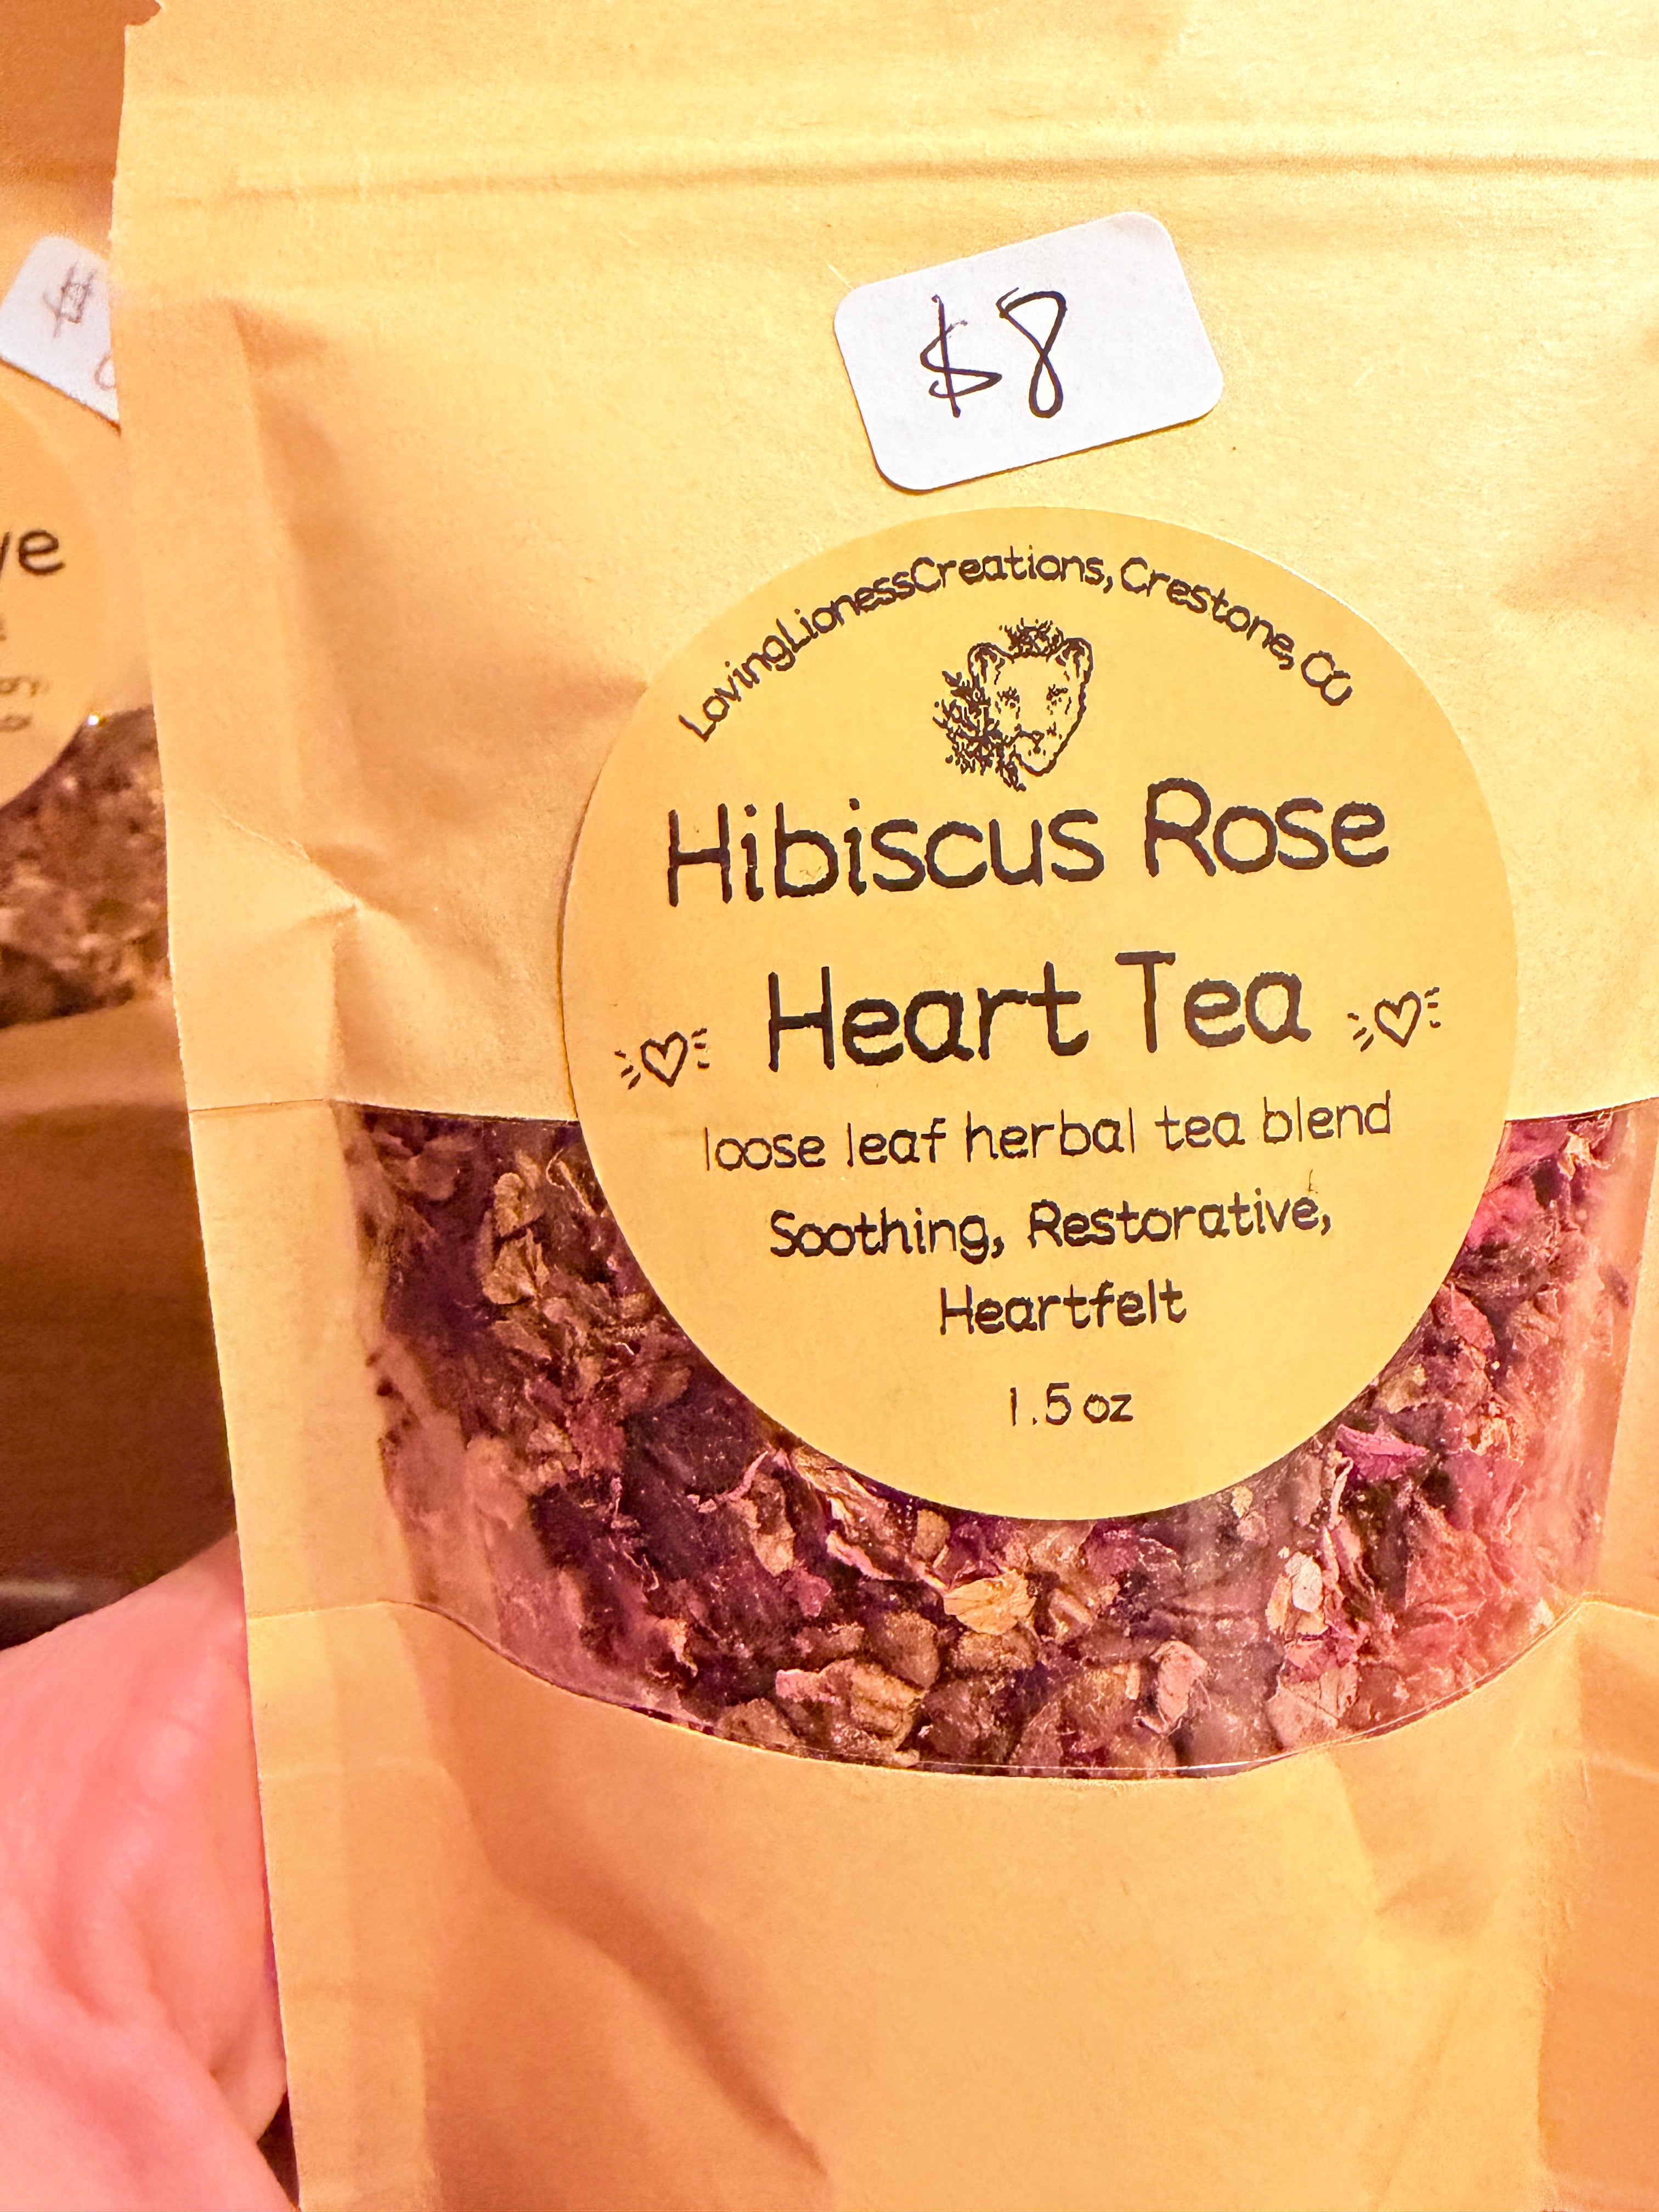 $8
LovingLionessCreations, Crestone, CO
Hibiscus Rose
Heart Tea
loose leaf herbal tea blend
Soothing, Restorative,
Heartfelt
1.5 oz
$